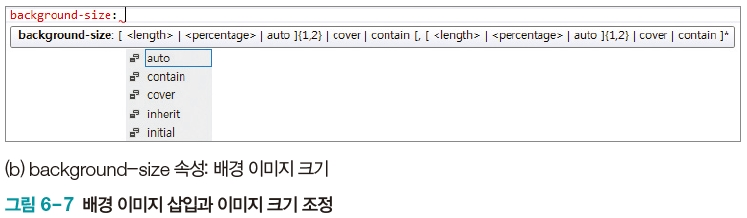 background-size:
background-size: [ <length> | <percentage> | auto ]{1,2} | cover | contain [, [ <length> | <percentage> | auto ]{1,2} | cover | contain ]*
auto
contain
cover
inherit
initial
(b) background-size 속성: 배경 이미지 크기
그림 6-7 배경 이미지 삽입과 이미지 크기 조정